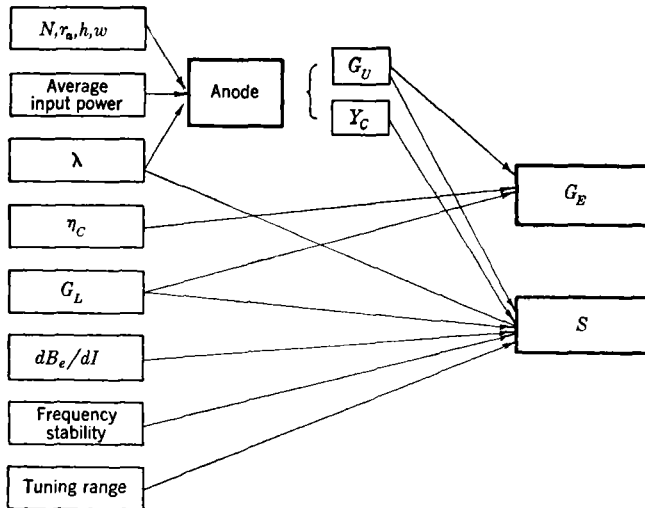 N, rₐ, h, w
Average
input power
λ
η_C
G_L
dB_e/dI
Frequency
stability
Tuning range
Anode
G_U
Y_C
G_E
S